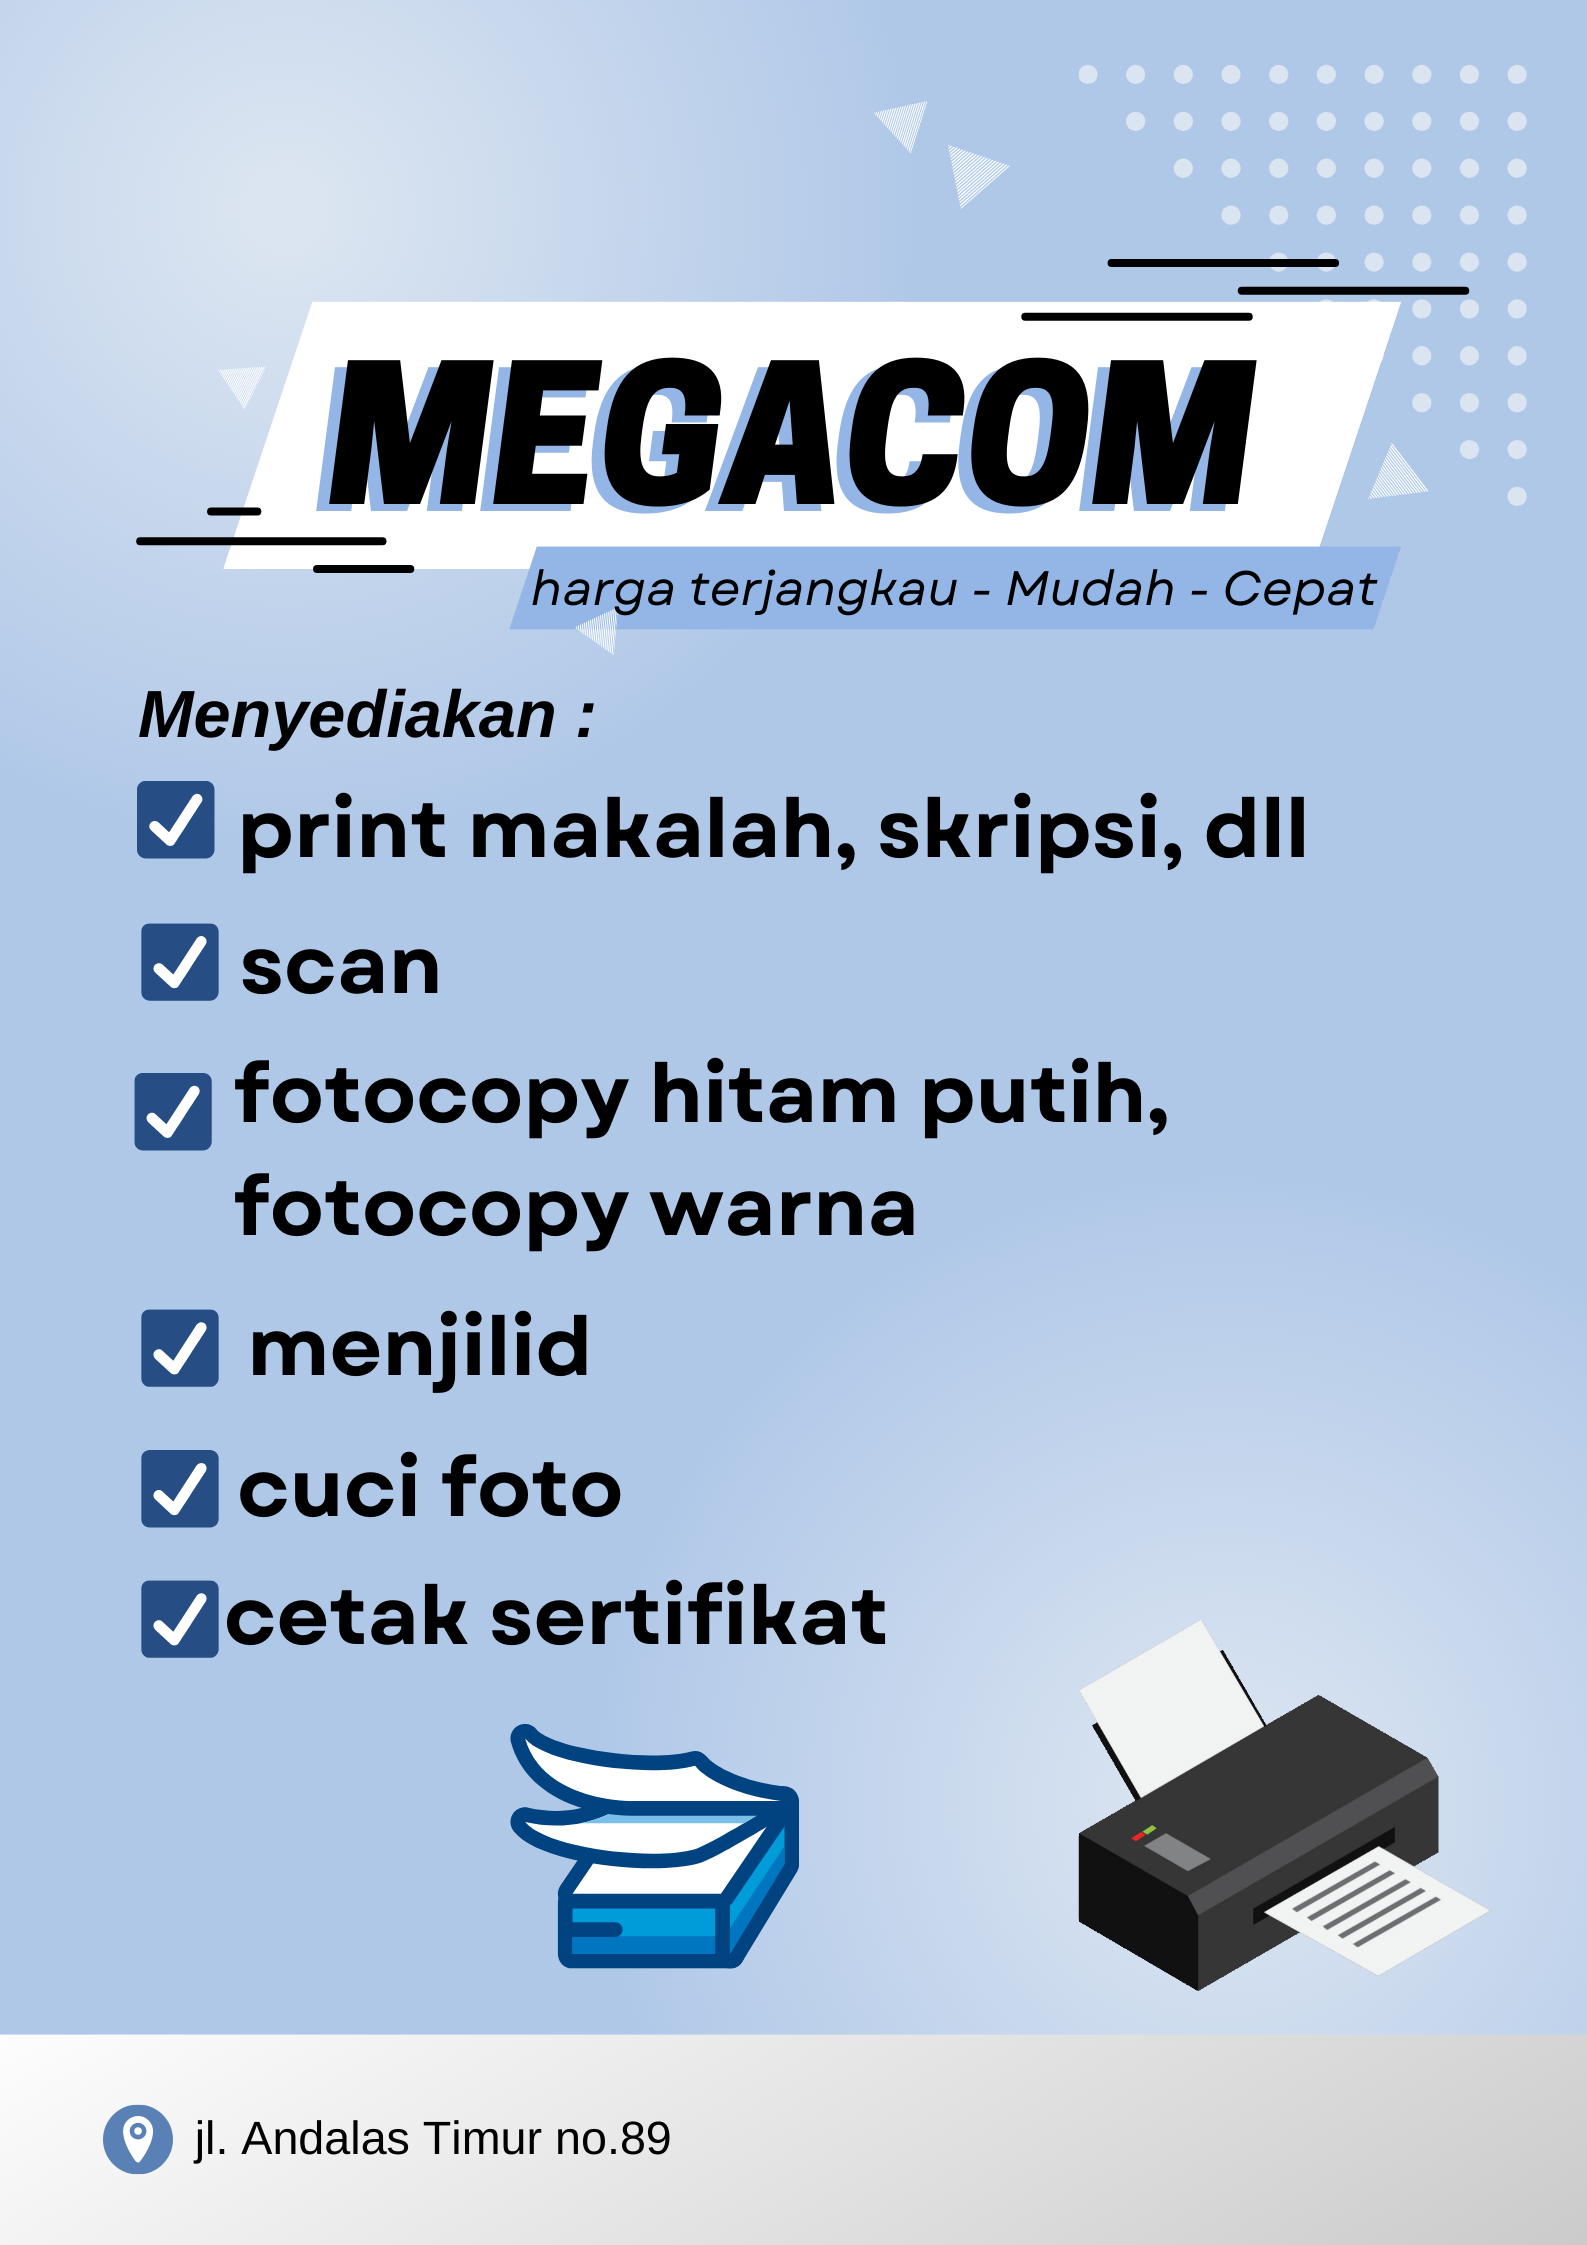 MEGACOM
harga terjangkau - Mudah - Cepat
Menyediakan :
print makalah, skripsi, dll
scan
fotocopy hitam putih,
fotocopy warna
menjilid
cuci foto
cetak sertifikat
jl. Andalas Timur no.89